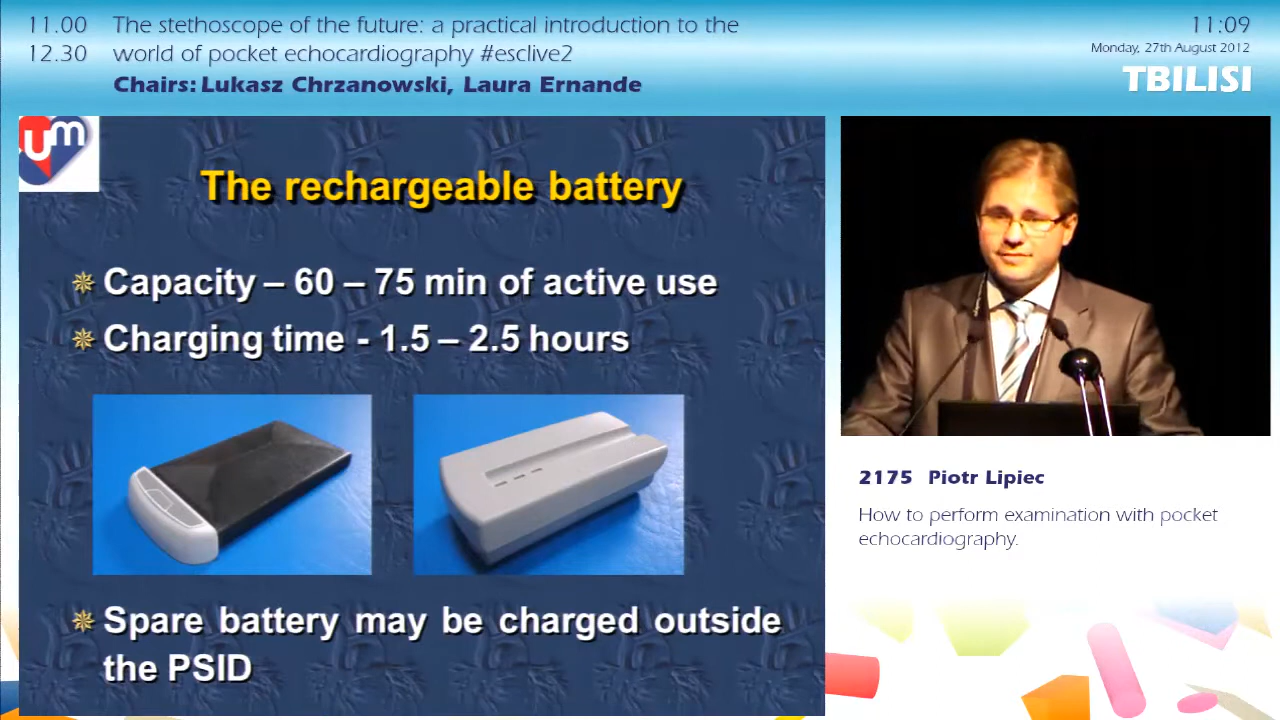 11.00
12.30
The stethoscope of the future: a practical introduction to the
world of pocket echocardiography #esclive2
Chairs: Lukasz Chrzanowski, Laura Ernande
11:09
Monday, 27th August 2012
TBILISI
Um
The rechargeable battery
Capacity – 60 – 75 min of active use
Charging time - 1.5 – 2.5 hours
Spare battery may be charged outside
the PSID
2175 Piotr Lipiec
How to perform examination with pocket
echocardiography.